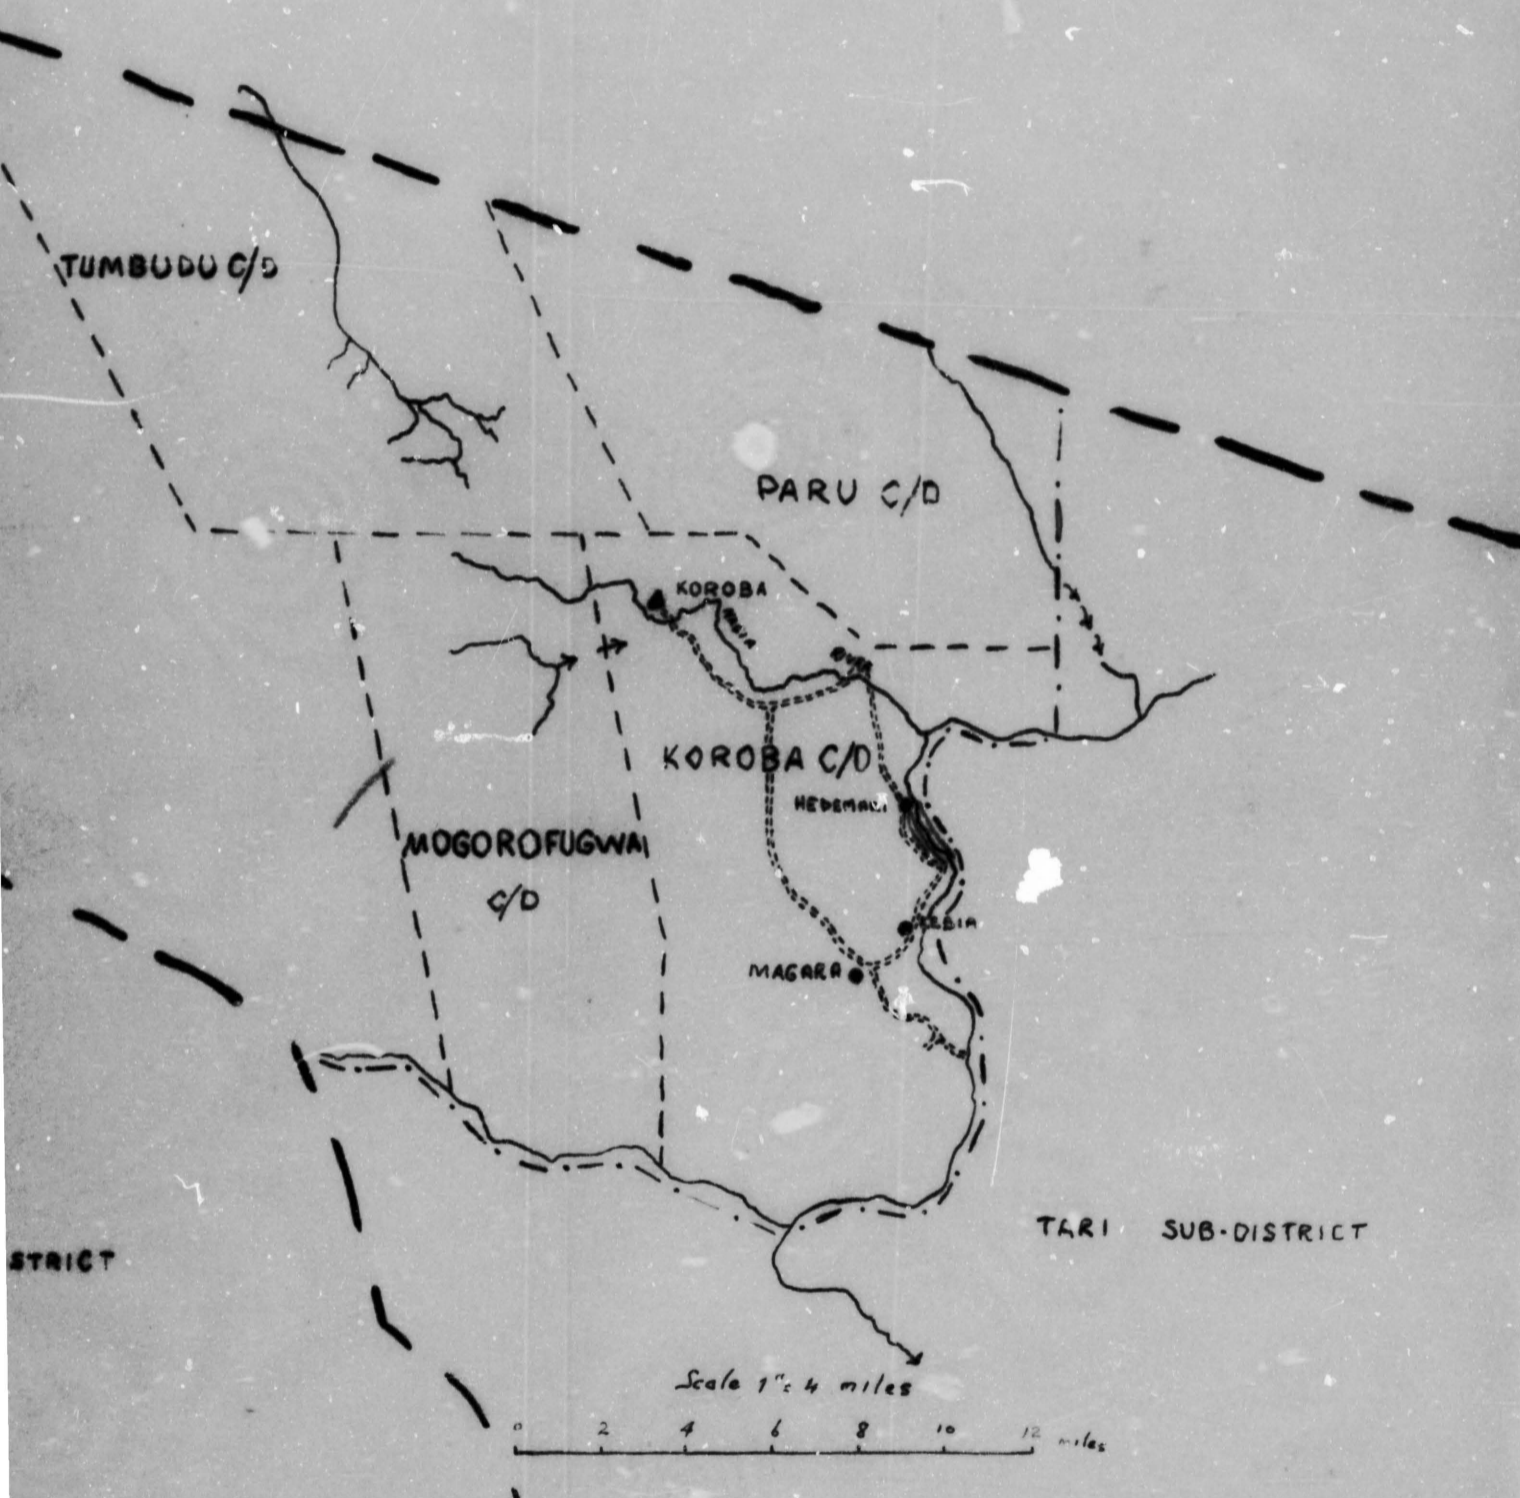 TUMBUDU C/D
PARU C/D
KOROBA
KOROBA C/D
HEDEMARI
MOGOROFUGWA
C/D
MAGARA
TARI SUB-DISTRICT
STRICT
Scale 1": 4 miles
0 2 4 6 8 10 12 miles